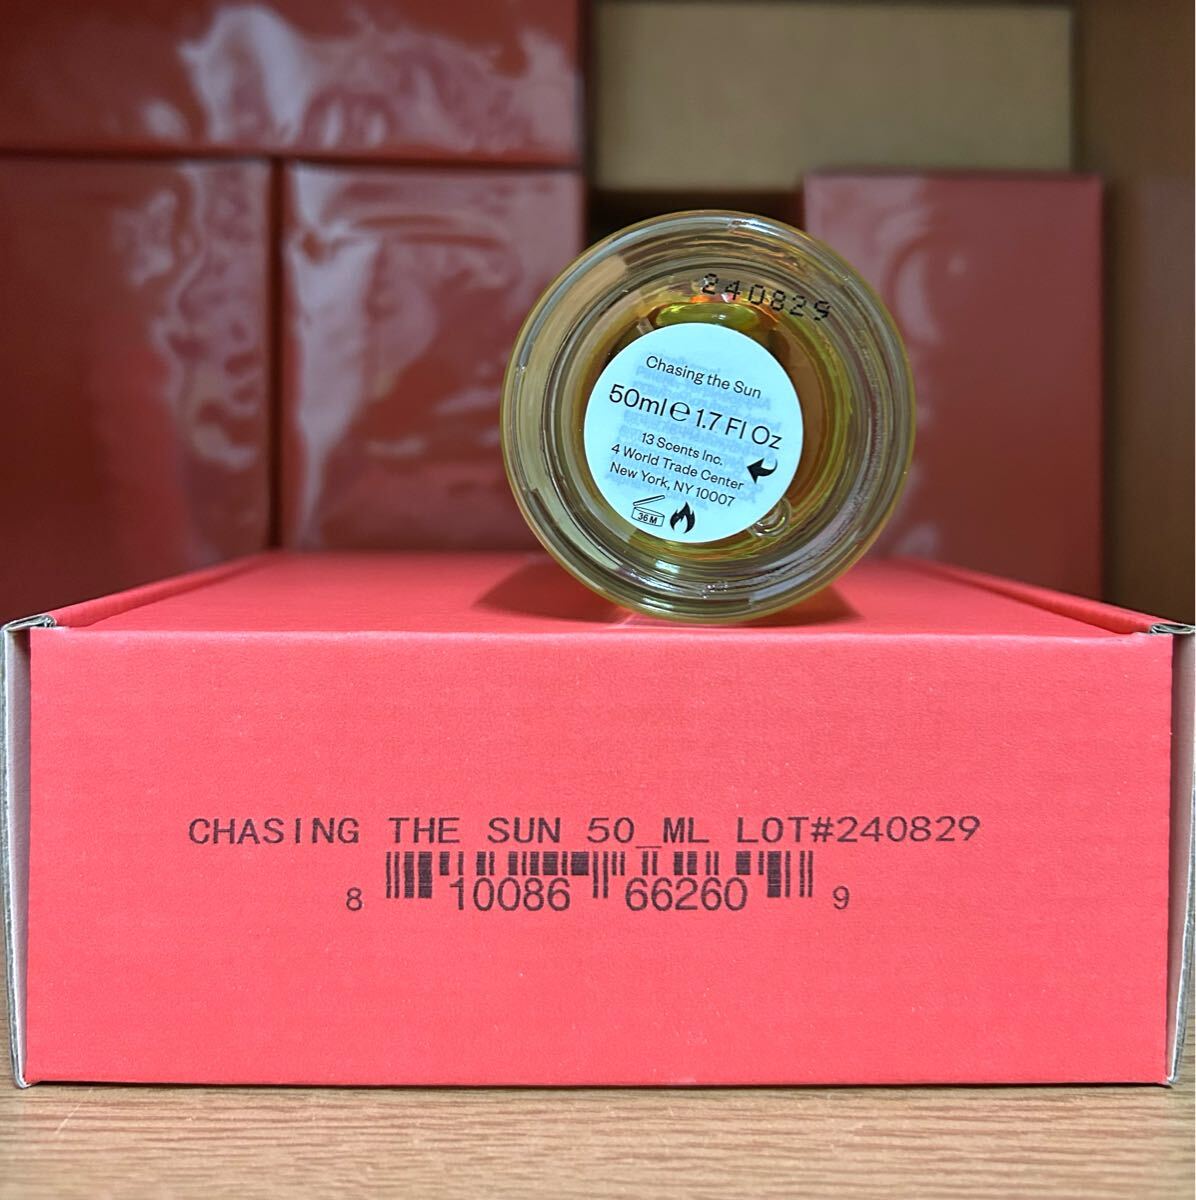 240829
Chasing the Sun
50ml ℮ 1.7 Fl Oz
13 Scents Inc.
4 World Trade Center
New York, NY 10007
36M
CHASING THE SUN 50_ML LOT#240829
8 10086 66260 9